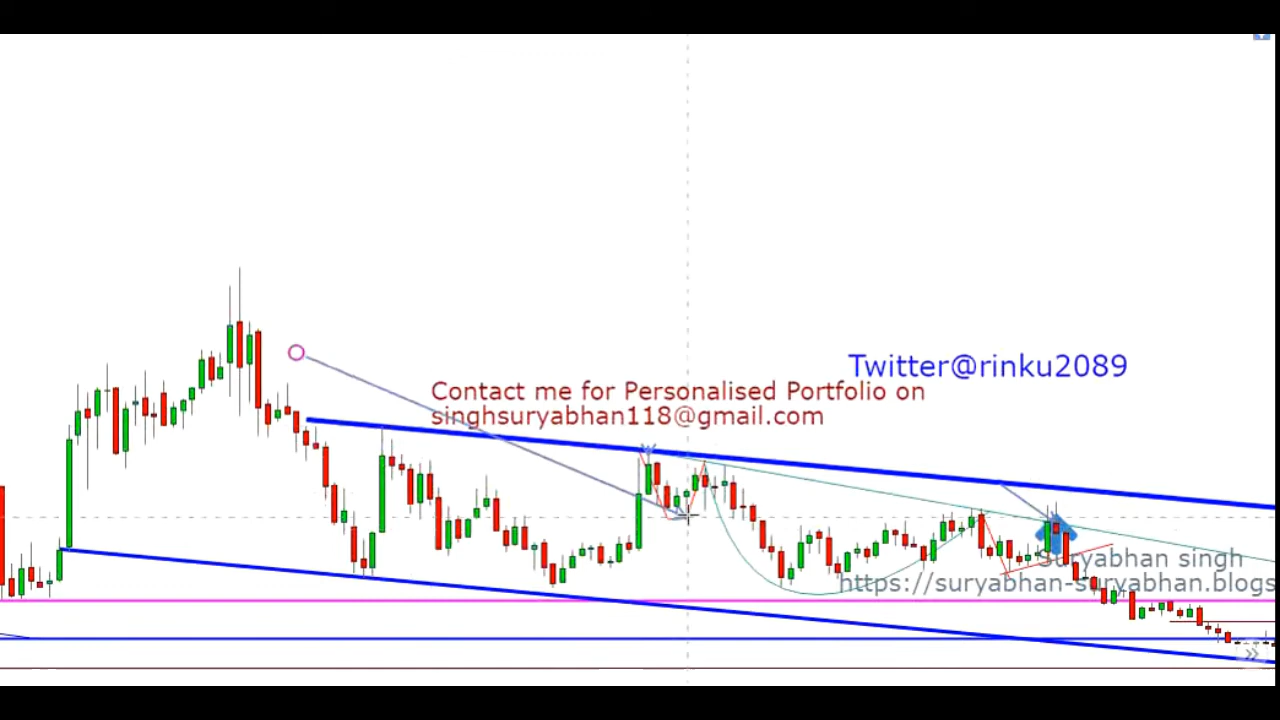 Twitter@rinku2089
Contact me for Personalised Portfolio on
singhsuryabhan118@gmail.com
Suryabhan singh
https://suryabhan-suryabhan.blogs